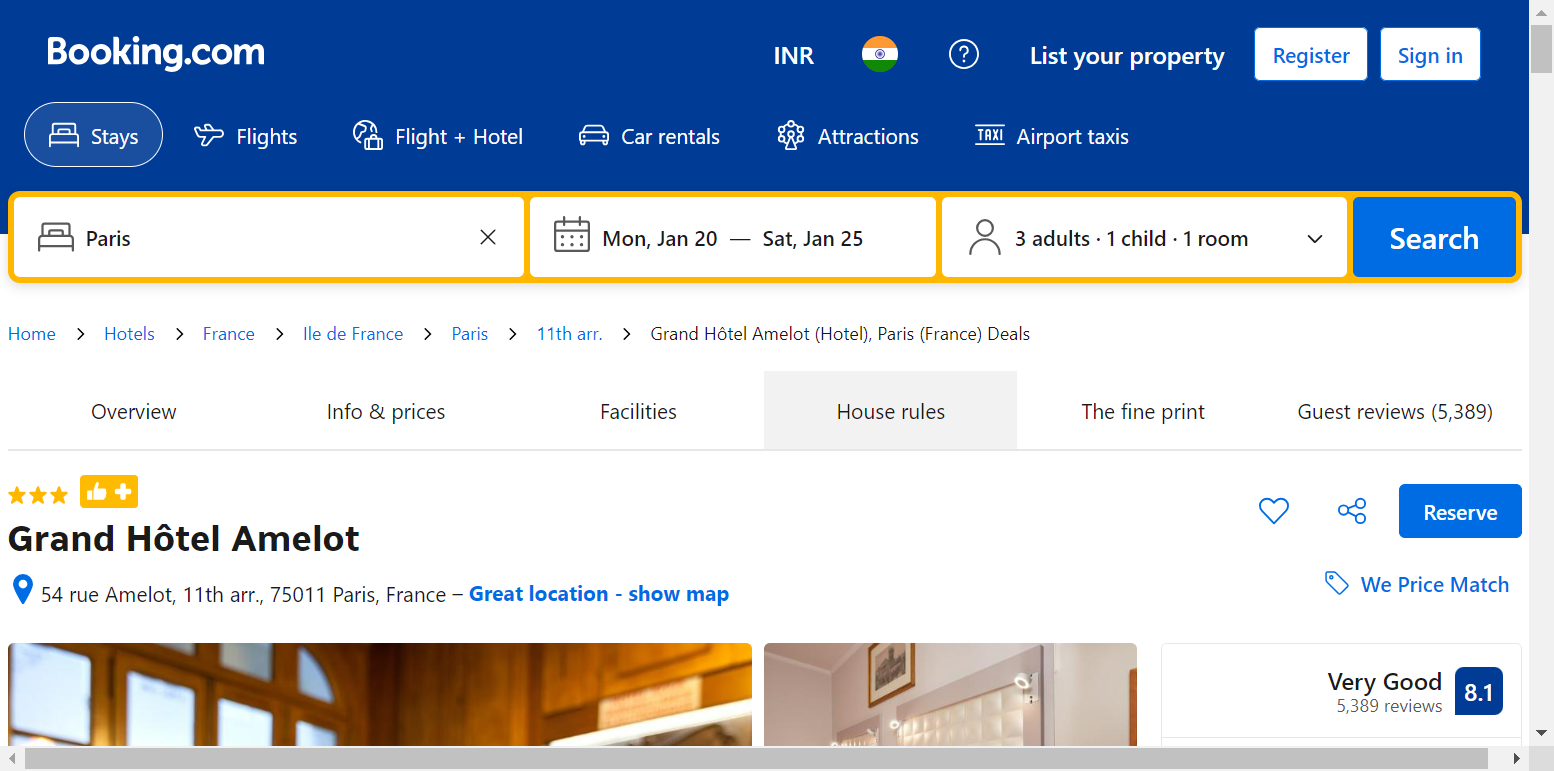 Booking.com
INR
List your property
Register
Sign in
Stays
Flights
Flight + Hotel
Car rentals
Attractions
TAXI
Airport taxis
Paris
Mon, Jan 20 — Sat, Jan 25
3 adults · 1 child · 1 room
Search
Home > Hotels > France > Ile de France > Paris > 11th arr. > Grand Hôtel Amelot (Hotel), Paris (France) Deals
Overview
Info & prices
Facilities
House rules
The fine print
Guest reviews (5,389)
Grand Hôtel Amelot
Reserve
54 rue Amelot, 11th arr., 75011 Paris, France – Great location - show map
We Price Match
Very Good
8.1
5,389 reviews